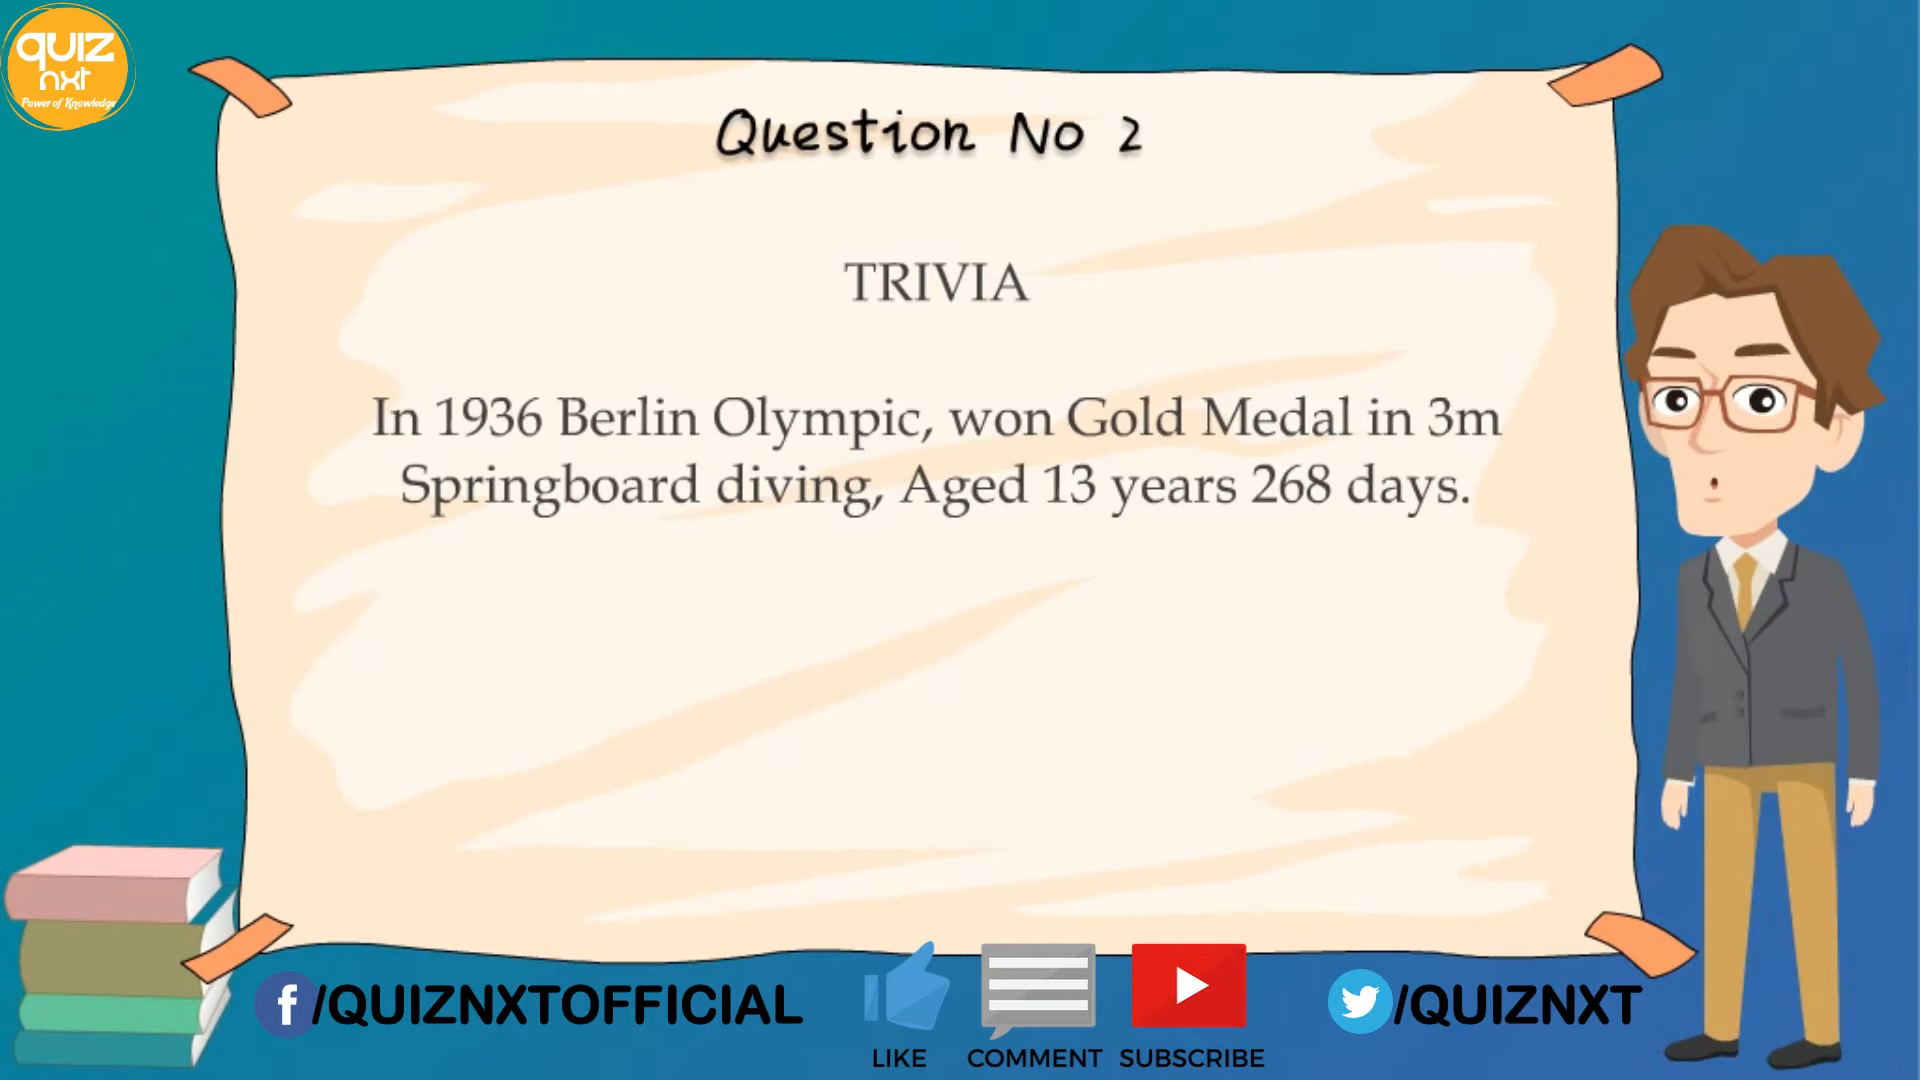 quiz
nxt
Power of Knowledge
Question No 2
TRIVIA
In 1936 Berlin Olympic, won Gold Medal in 3m
Springboard diving, Aged 13 years 268 days.
f/QUIZNXTOFFICIAL
/QUIZNXT
LIKE COMMENT SUBSCRIBE